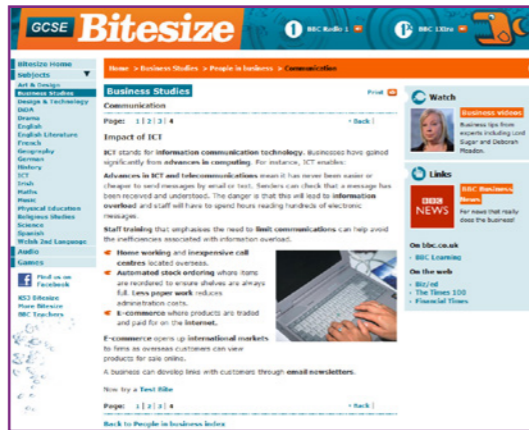 GCSE Bitesize
BBC Radio 1
BBC 1Xtra
Bitesize Home
Subjects
Art & Design
Business Studies
Design & Technology
DiDA
Drama
English
English Literature
French
Geography
German
History
ICT
Irish
Maths
Music
Physical Education
Religious Studies
Science
Spanish
Welsh 2nd Language
Audio
Games
Find us on
Facebook
KS3 Bitesize
More Bitesize
BBC Teachers
Home > Business Studies > People in business > Communication
Business Studies
Print
Communication
Page: 1 | 2 | 3 | 4
Back |
Impact of ICT
ICT stands for information communication technology. Businesses have gained
significantly from advances in computing. For instance, ICT enables:
Advances in ICT and telecommunications mean it has never been easier or
cheaper to send messages by email or text. Senders can check that a message has
been received and understood. The danger is that this will lead to information
overload and staff will have to spend hours reading hundreds of electronic
messages.
Staff training that emphasises the need to limit communications can help avoid
the inefficiencies associated with information overload.
Home working and inexpensive call
centres located overseas.
Automated stock ordering where items
are reordered to ensure shelves are always
full. Less paper work reduces
administration costs.
E-commerce where products are traded
and paid for on the internet.
E-commerce opens up international markets
to firms as overseas customers can view
products for sale online.
A business can develop links with customers through email newsletters.
Now try a Test Bite
Page: 1 | 2 | 3 | 4
Back |
Back to People in business index
Watch
Business videos
Business tips from
experts including Lord
Sugar and Deborah
Meaden.
Links
BBC
NEWS
BBC Business
News
For news that really
does the business!
On bbc.co.uk
BBC Learning
On the web
Biz/ed
The Times 100
Financial Times